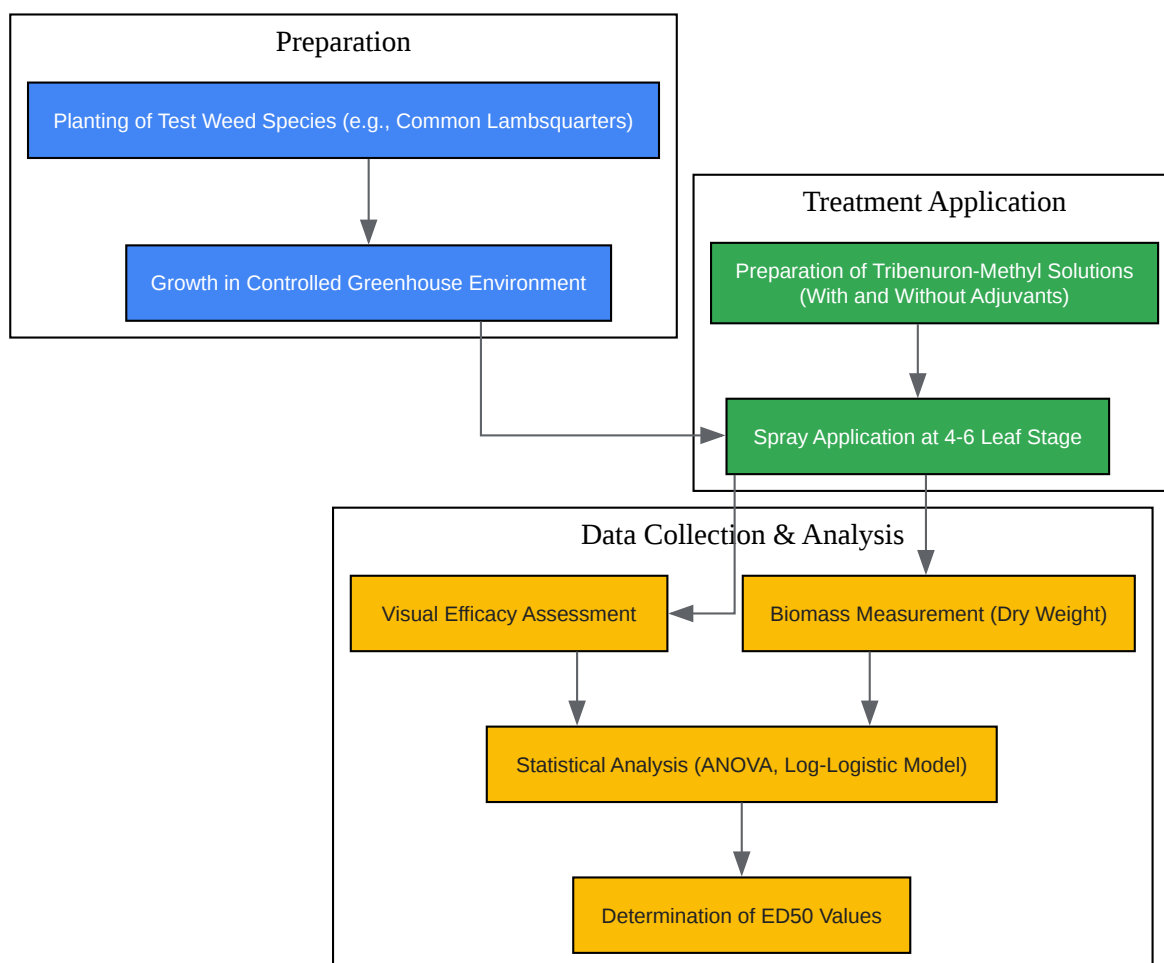 Preparation
Planting of Test Weed Species (e.g., Common Lambsquarters)
Growth in Controlled Greenhouse Environment
Treatment Application
Preparation of Tribenuron-Methyl Solutions
(With and Without Adjuvants)
Spray Application at 4-6 Leaf Stage
Data Collection & Analysis
Visual Efficacy Assessment
Biomass Measurement (Dry Weight)
Statistical Analysis (ANOVA, Log-Logistic Model)
Determination of ED50 Values